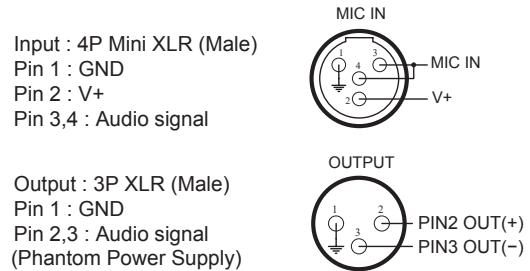 MIC IN
Input : 4P Mini XLR (Male)
Pin 1 : GND
Pin 2 : V+
Pin 3,4 : Audio signal
1
3
4
2
MIC IN
V+
OUTPUT
Output : 3P XLR (Male)
Pin 1 : GND
Pin 2,3 : Audio signal
(Phantom Power Supply)
1
2
3
PIN2 OUT(+)
PIN3 OUT(−)